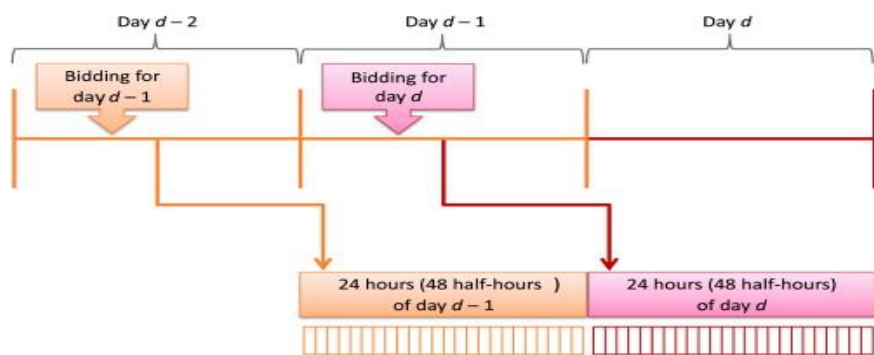 Day d − 2
Day d − 1
Day d
Bidding for
day d − 1
Bidding for
day d
24 hours (48 half-hours )
of day d − 1
24 hours (48 half-hours)
of day d